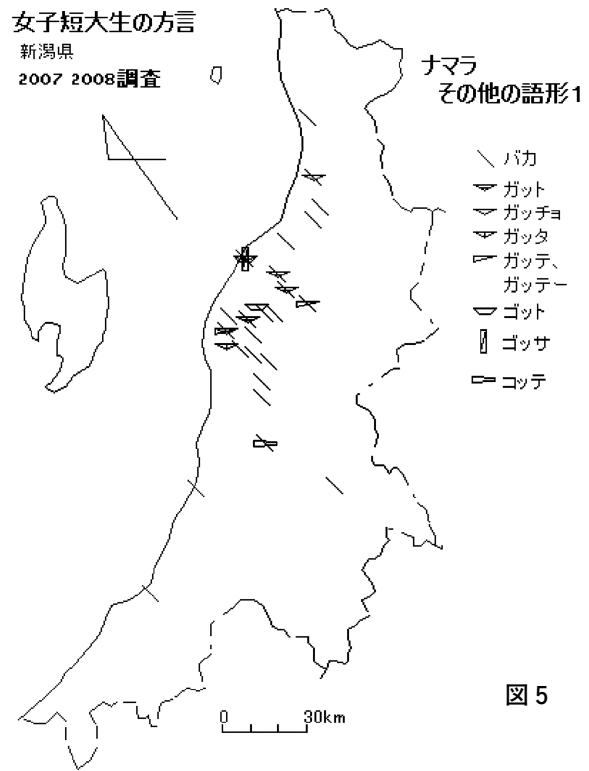 女子短大生の方言
新潟県
2007 2008調査
ナマラ
その他の語形1
バカ
ガット
ガッチョ
ガッタ
ガッテ、
ガッテー
ゴット
ゴッサ
コッテ
図5
0 30km